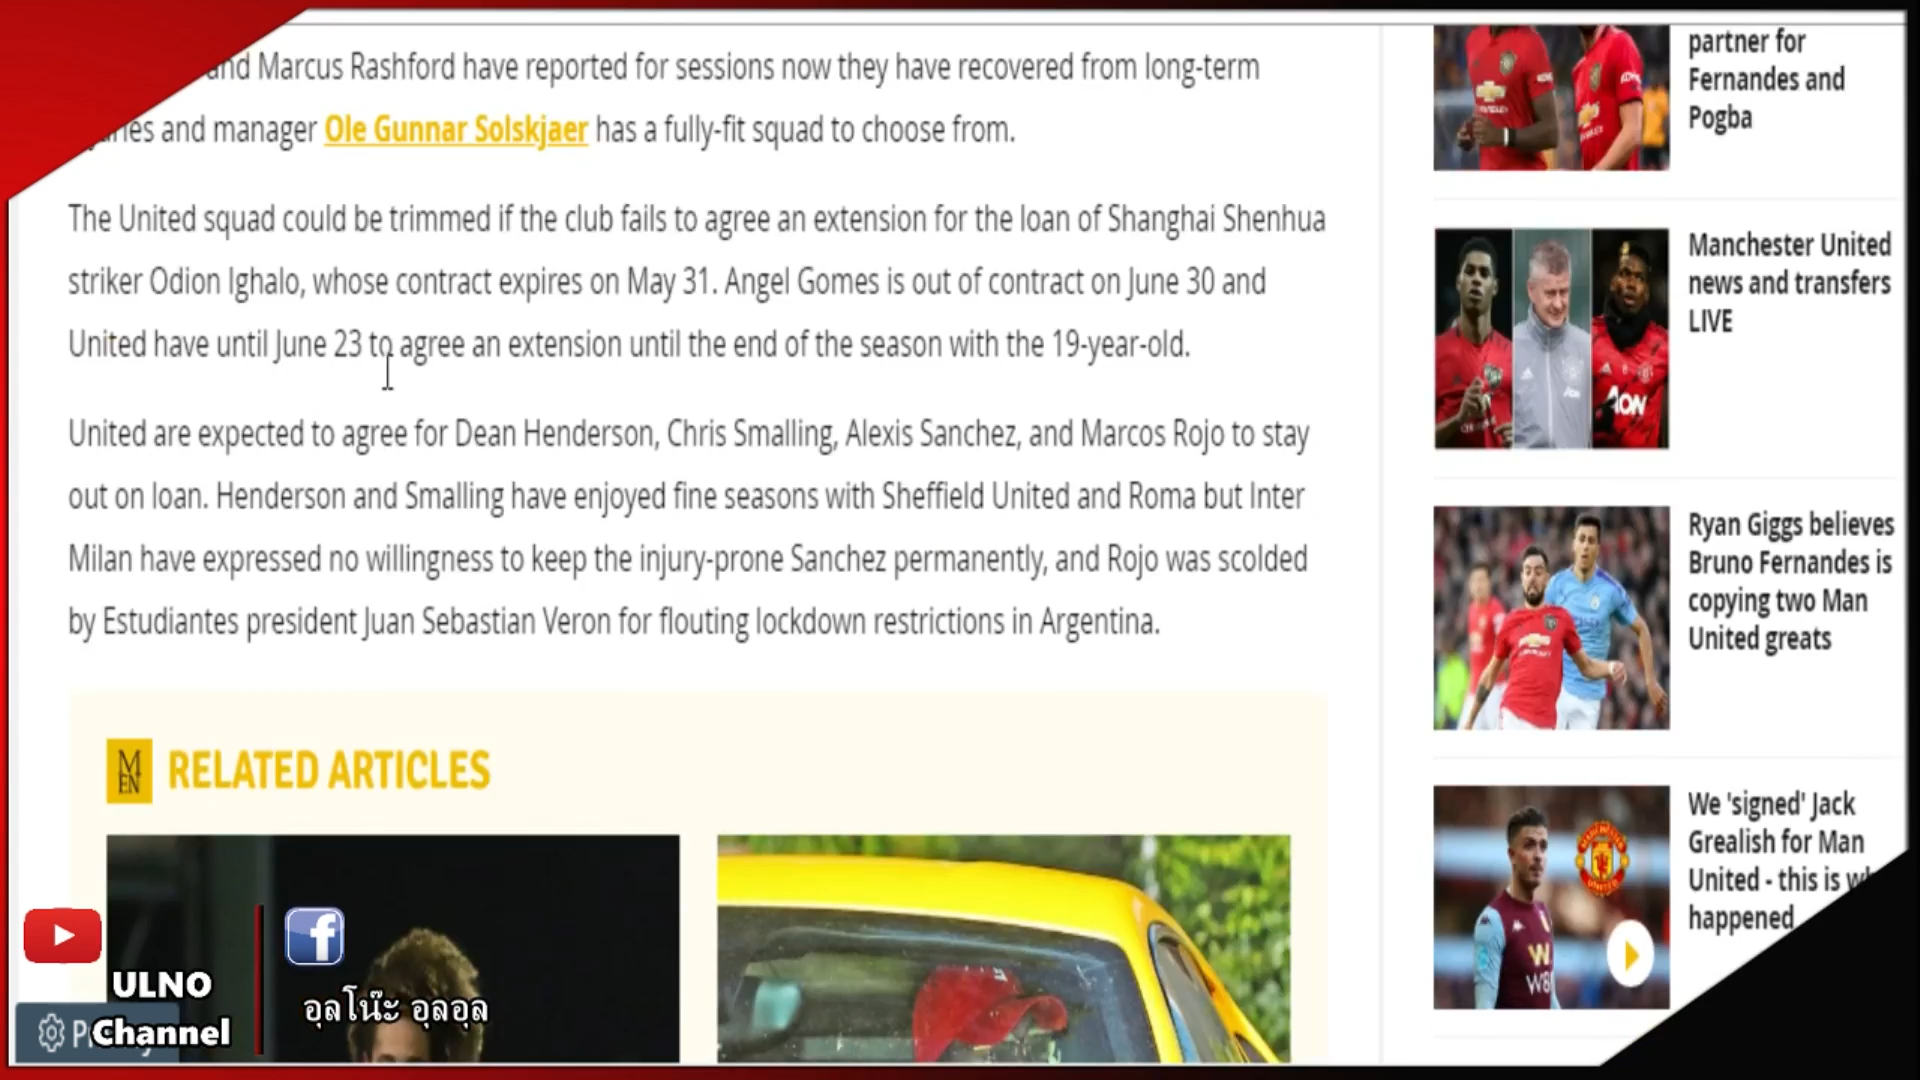 and Marcus Rashford have reported for sessions now they have recovered from long-term
and manager Ole Gunnar Solskjaer has a fully-fit squad to choose from.
The United squad could be trimmed if the club fails to agree an extension for the loan of Shanghai Shenhua
striker Odion Ighalo, whose contract expires on May 31. Angel Gomes is out of contract on June 30 and
United have until June 23 to agree an extension until the end of the season with the 19-year-old.
United are expected to agree for Dean Henderson, Chris Smalling, Alexis Sanchez, and Marcos Rojo to stay
out on loan. Henderson and Smalling have enjoyed fine seasons with Sheffield United and Roma but Inter
Milan have expressed no willingness to keep the injury-prone Sanchez permanently, and Rojo was scolded
by Estudiantes president Juan Sebastian Veron for flouting lockdown restrictions in Argentina.
M
EN
RELATED ARTICLES
partner for
Fernandes and
Pogba
Manchester United
news and transfers
LIVE
AON
Ryan Giggs believes
Bruno Fernandes is
copying two Man
United greats
We 'signed' Jack
Grealish for Man
United - this is
happened
ULNO
Channel
อุลโน๊ะ อุลอุล